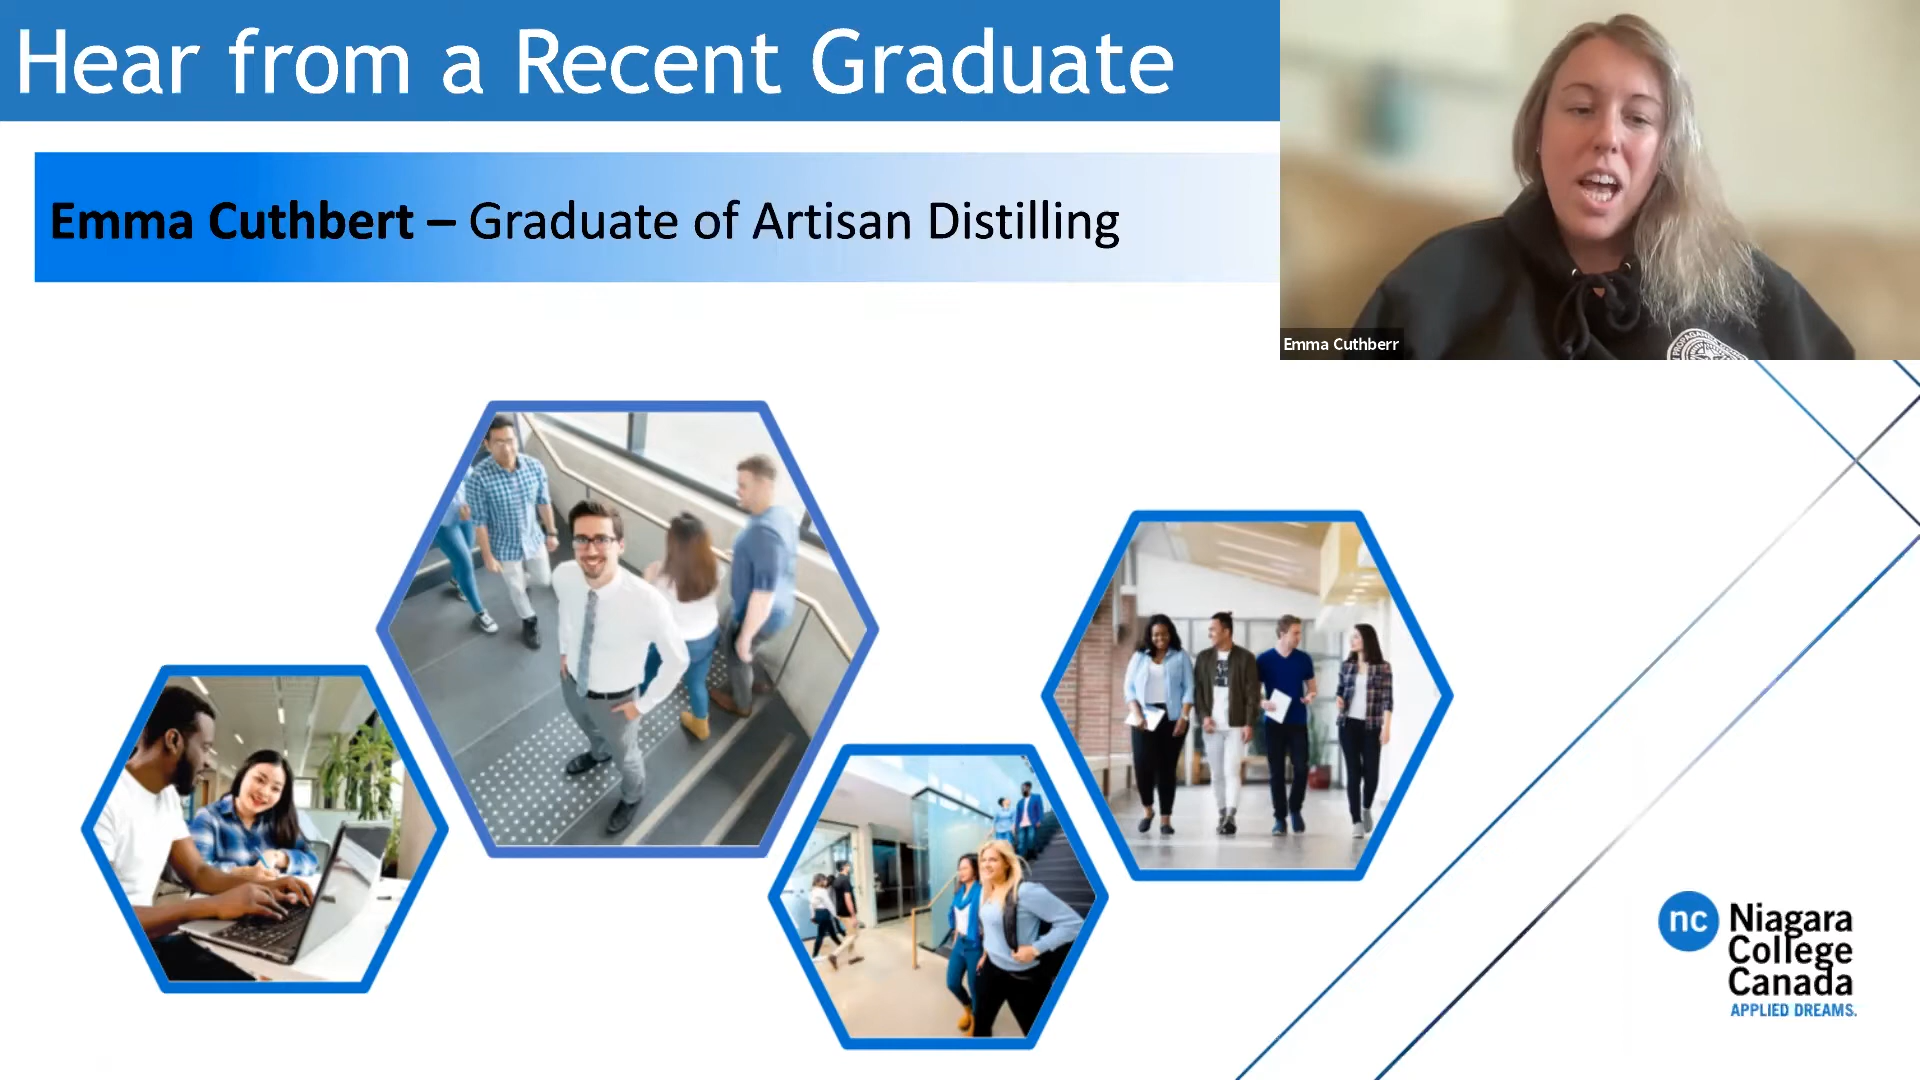 Hear from a Recent Graduate
Emma Cuthbert – Graduate of Artisan Distilling
Emma Cuthberr
nc
Niagara
College
Canada
APPLIED DREAMS.